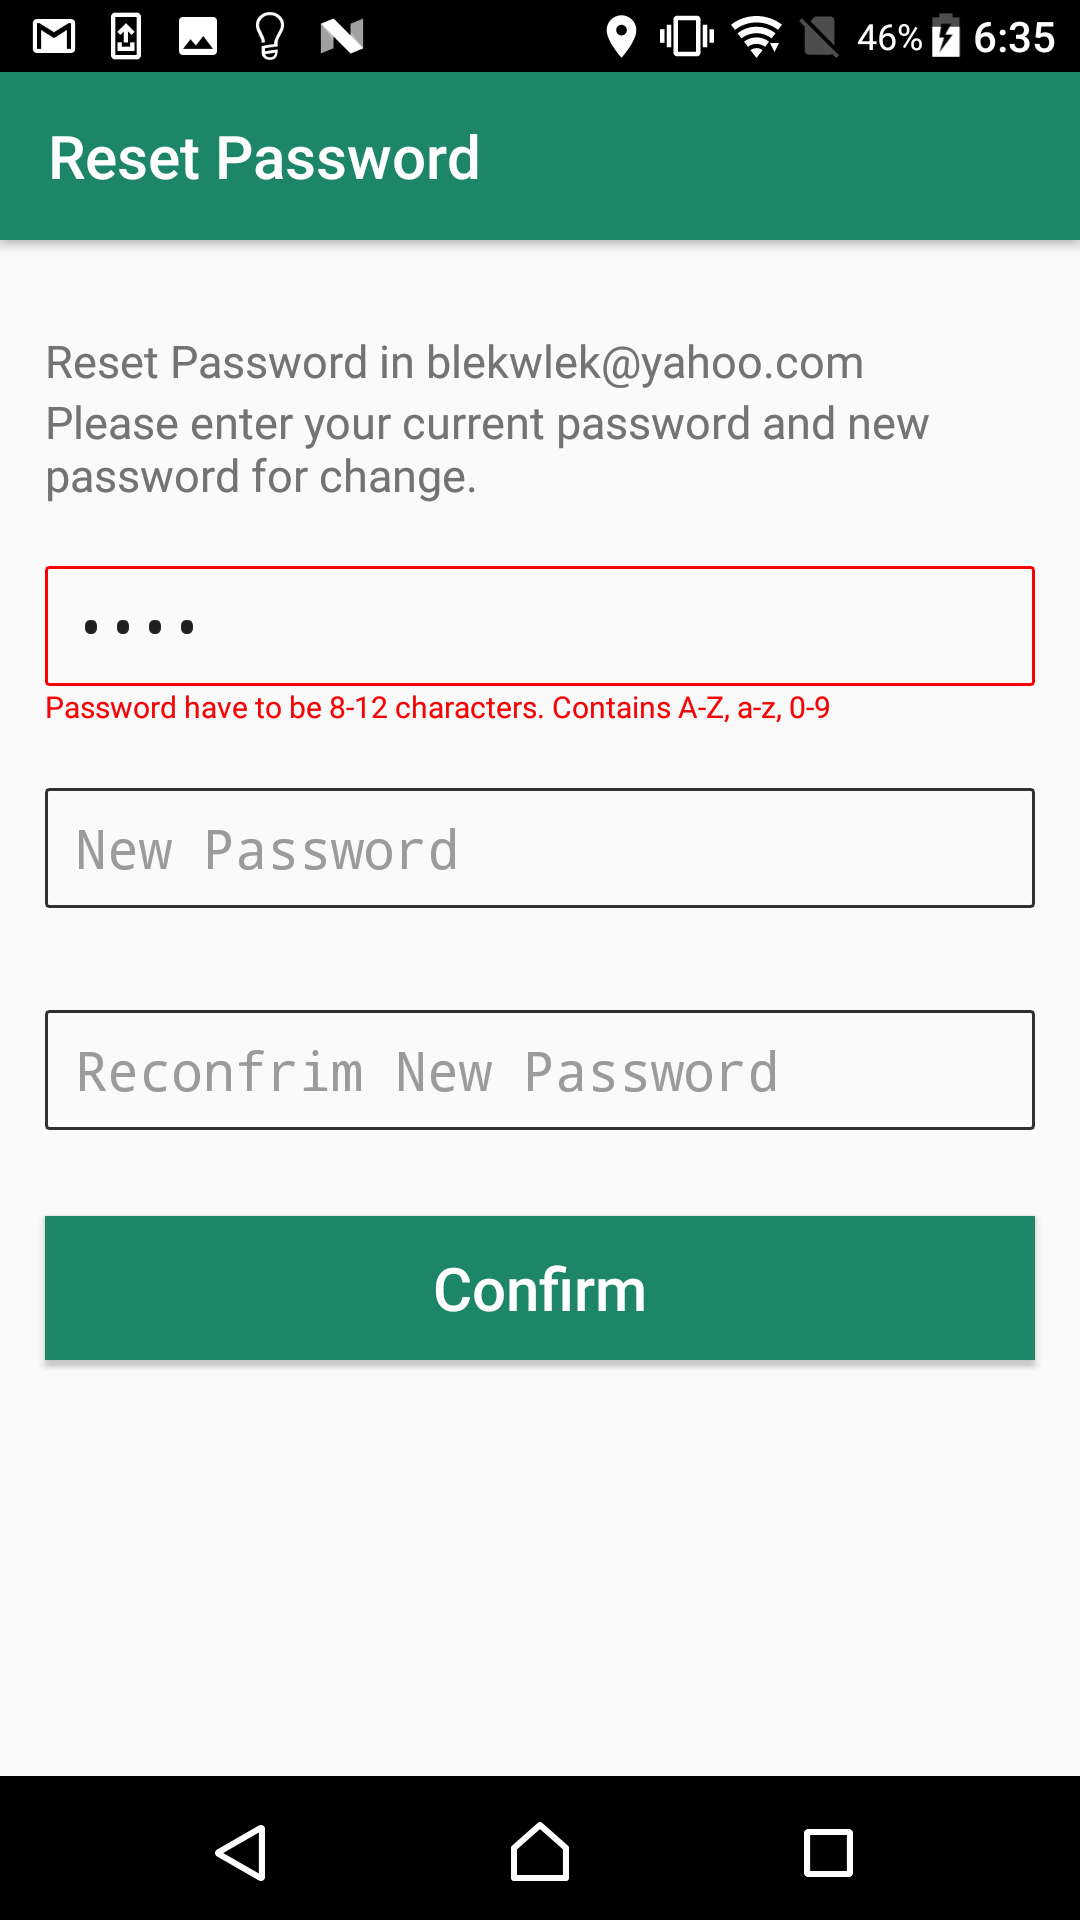 46% 6:35
Reset Password
Reset Password in blekwlek@yahoo.com
Please enter your current password and new
password for change.
••••
Password have to be 8-12 characters. Contains A-Z, a-z, 0-9
New Password
Reconfrim New Password
Confirm